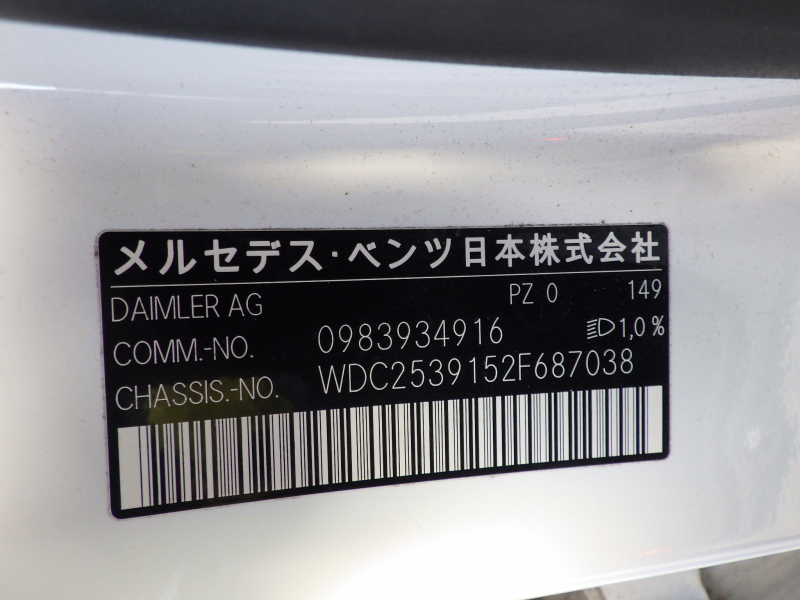 メルセデス・ベンツ日本株式会社
DAIMLER AG PZ 0 149
COMM.-NO. 0983934916 1,0%
CHASSIS.-NO. WDC2539152F687038